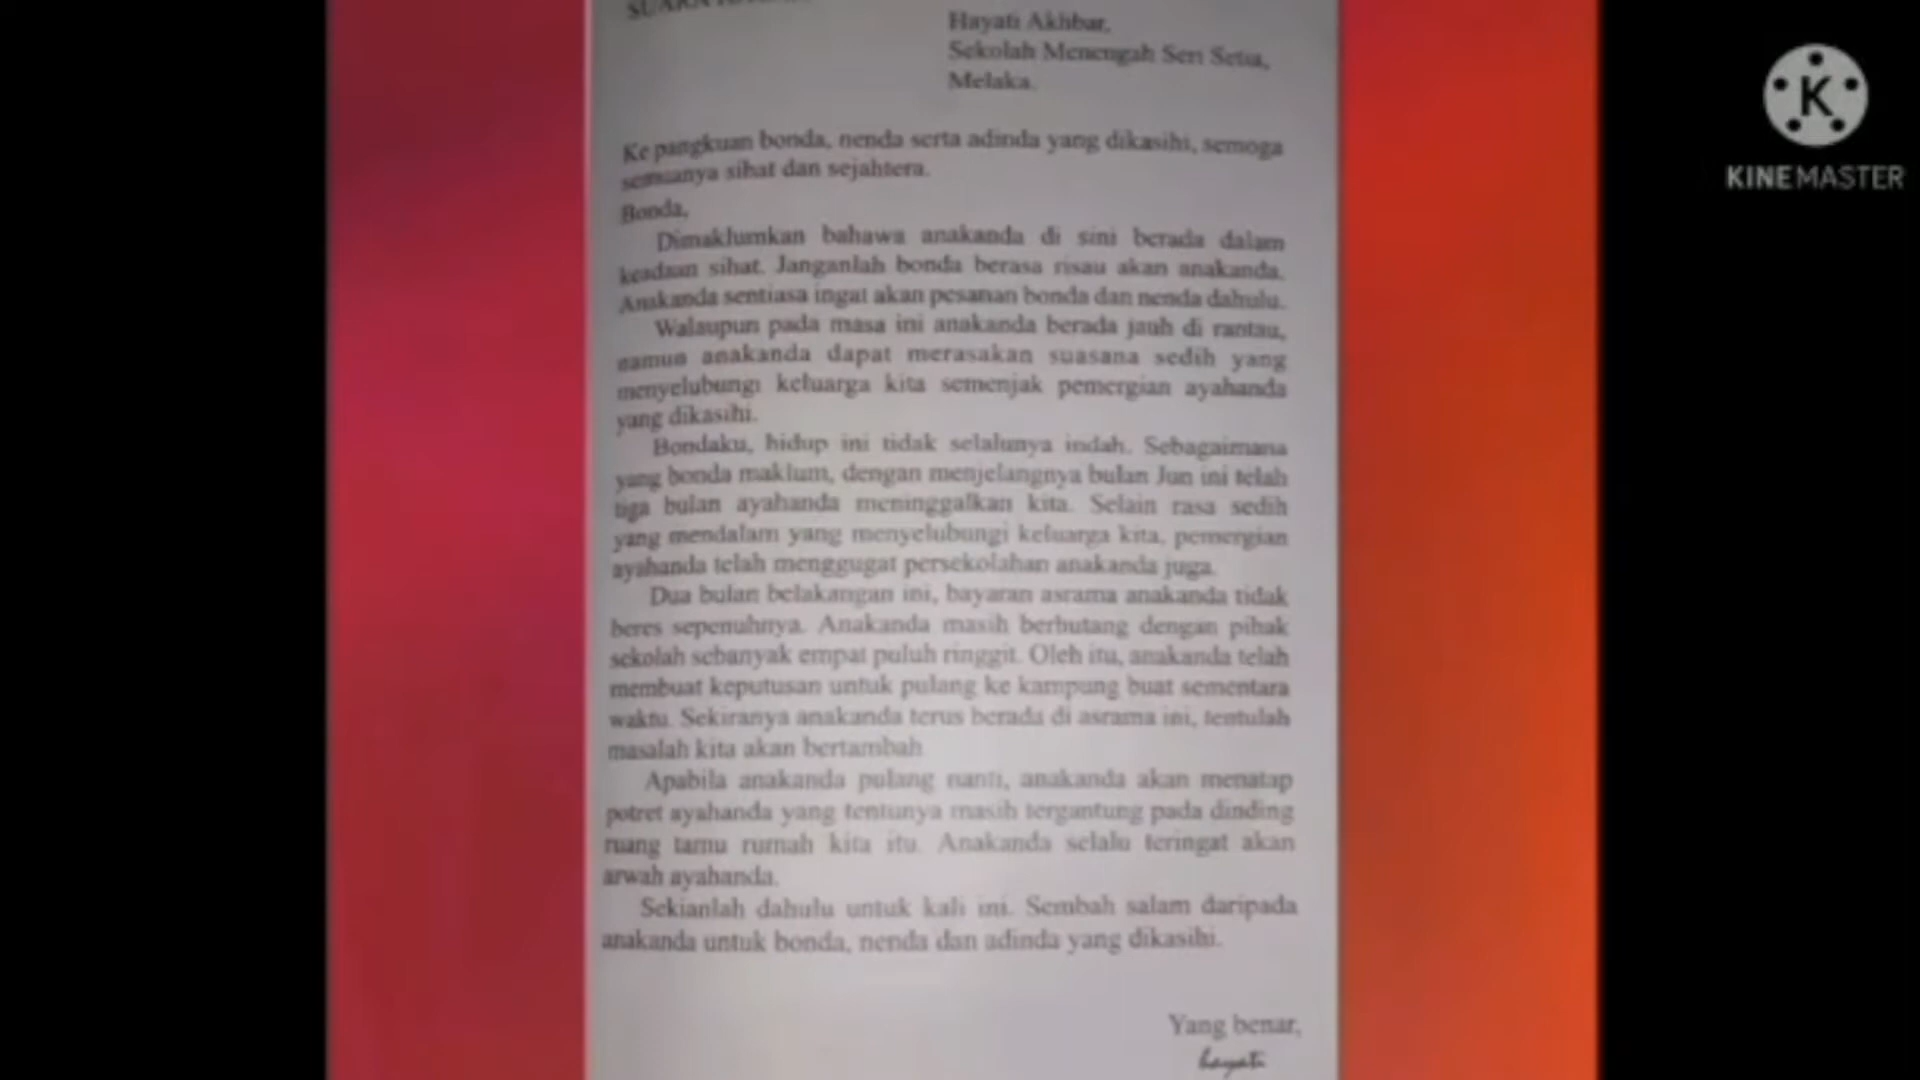 SUARA
Hayati Akhbar,
Sekolah Menengah Seri Setia,
Melaka.
K
KINEMASTER
Ke pangkuan bonda, nenda serta adinda yang dikasihi, semoga
semuanya sihat dan sejahtera.
Bonda,
Dimaklumkan bahawa anakanda di sini berada dalam
keadaan sihat. Janganlah bonda berasa risau akan anakanda.
Anakanda sentiasa ingat akan pesanan bonda dan nenda dahulu.
Walaupun pada masa ini anakanda berada jauh di rantau,
namun anakanda dapat merasakan suasana sedih yang
menyelubungi keluarga kita semenjak pemergian ayahanda
yang dikasihi.
Bondaku, hidup ini tidak selalunya indah. Sebagaimana
yang bonda maklum, dengan menjelangnya bulan Jun ini telah
tiga bulan ayahanda meninggalkan kita. Selain rasa sedih
yang mendalam yang menyelubungi keluarga kita, pemergian
ayahanda telah menggugat persekolahan anakanda juga.
Dua bulan belakangan ini, bayaran asrama anakanda tidak
beres sepenuhnya. Anakanda masih berhutang dengan pihak
sekolah sebanyak empat puluh ringgit. Oleh itu, anakanda telah
membuat keputusan untuk pulang ke kampung buat sementara
waktu. Sekiranya anakanda terus berada di asrama ini, tentulah
masalah kita akan bertambah.
Apabila anakanda pulang nanti, anakanda akan menatap
potret ayahanda yang tentunya masih tergantung pada dinding
ruang tamu rumah kita itu. Anakanda selalu teringat akan
arwah ayahanda.
Sekianlah dahulu untuk kali ini. Sembah salam daripada
anakanda untuk bonda, nenda dan adinda yang dikasihi.
Yang benar,
hayati